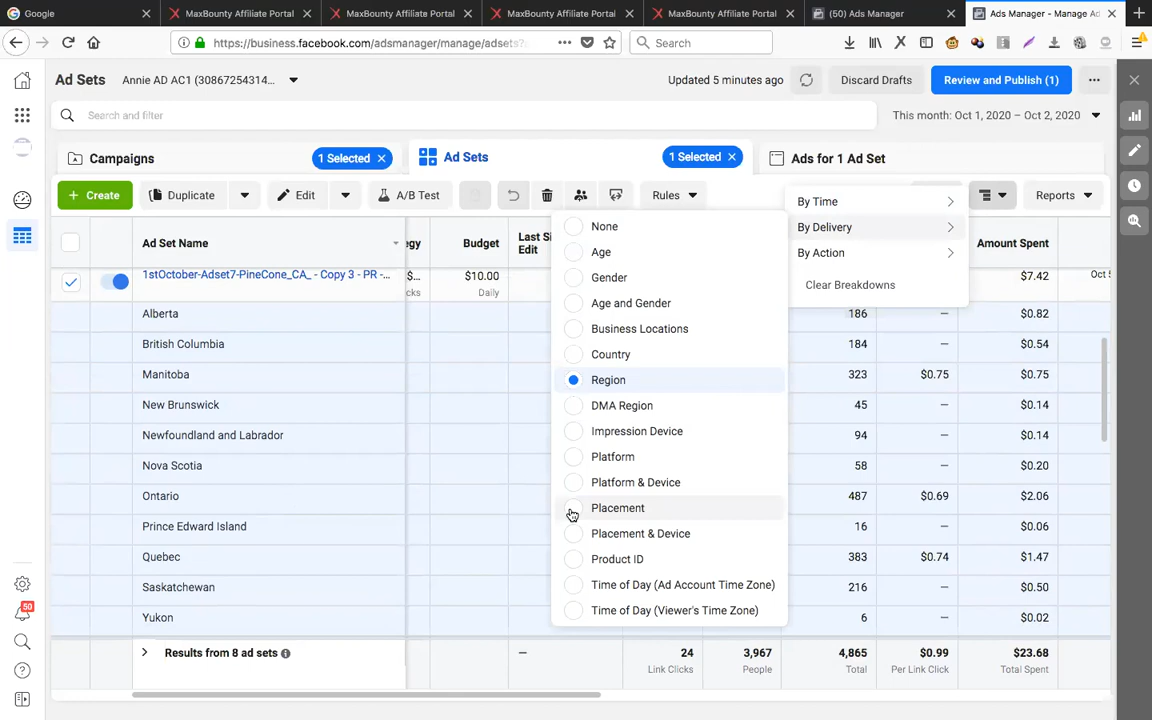 Google
MaxBounty Affiliate Portal
MaxBounty Affiliate Portal
MaxBounty Affiliate Portal
MaxBounty Affiliate Portal
(50) Ads Manager
Ads Manager - Manage Ad
https://business.facebook.com/adsmanager/manage/adsets?
Search
Ad Sets
Annie AD AC1 (30867254314...
Updated 5 minutes ago
Discard Drafts
Review and Publish (1)
Search and filter
This month: Oct 1, 2020 – Oct 2, 2020
Campaigns
1 Selected
Ad Sets
1 Selected
Ads for 1 Ad Set
+ Create
Duplicate
Edit
A/B Test
Rules
Reports
By Time
By Delivery
By Action
Clear Breakdowns
Ad Set Name
egy
Budget
Last Si
Edit
Amount Spent
1stOctober-Adset7-PineCone_CA_ - Copy 3 - PR -...
$...
cks
$10.00
Daily
$7.42
Oct
None
Age
Gender
Age and Gender
Business Locations
Country
Region
DMA Region
Impression Device
Platform
Platform & Device
Placement
Placement & Device
Product ID
Time of Day (Ad Account Time Zone)
Time of Day (Viewer's Time Zone)
Alberta 186 — $0.82
British Columbia 184 — $0.54
Manitoba 323 $0.75 $0.75
New Brunswick 45 — $0.14
Newfoundland and Labrador 94 — $0.14
Nova Scotia 58 — $0.20
Ontario 487 $0.69 $2.06
Prince Edward Island 16 — $0.06
Quebec 383 $0.74 $1.47
Saskatchewan 216 — $0.50
Yukon 6 — $0.02
Results from 8 ad sets
— 24 3,967 4,865 $0.99 $23.68
Link Clicks People Total Per Link Click Total Spent
50